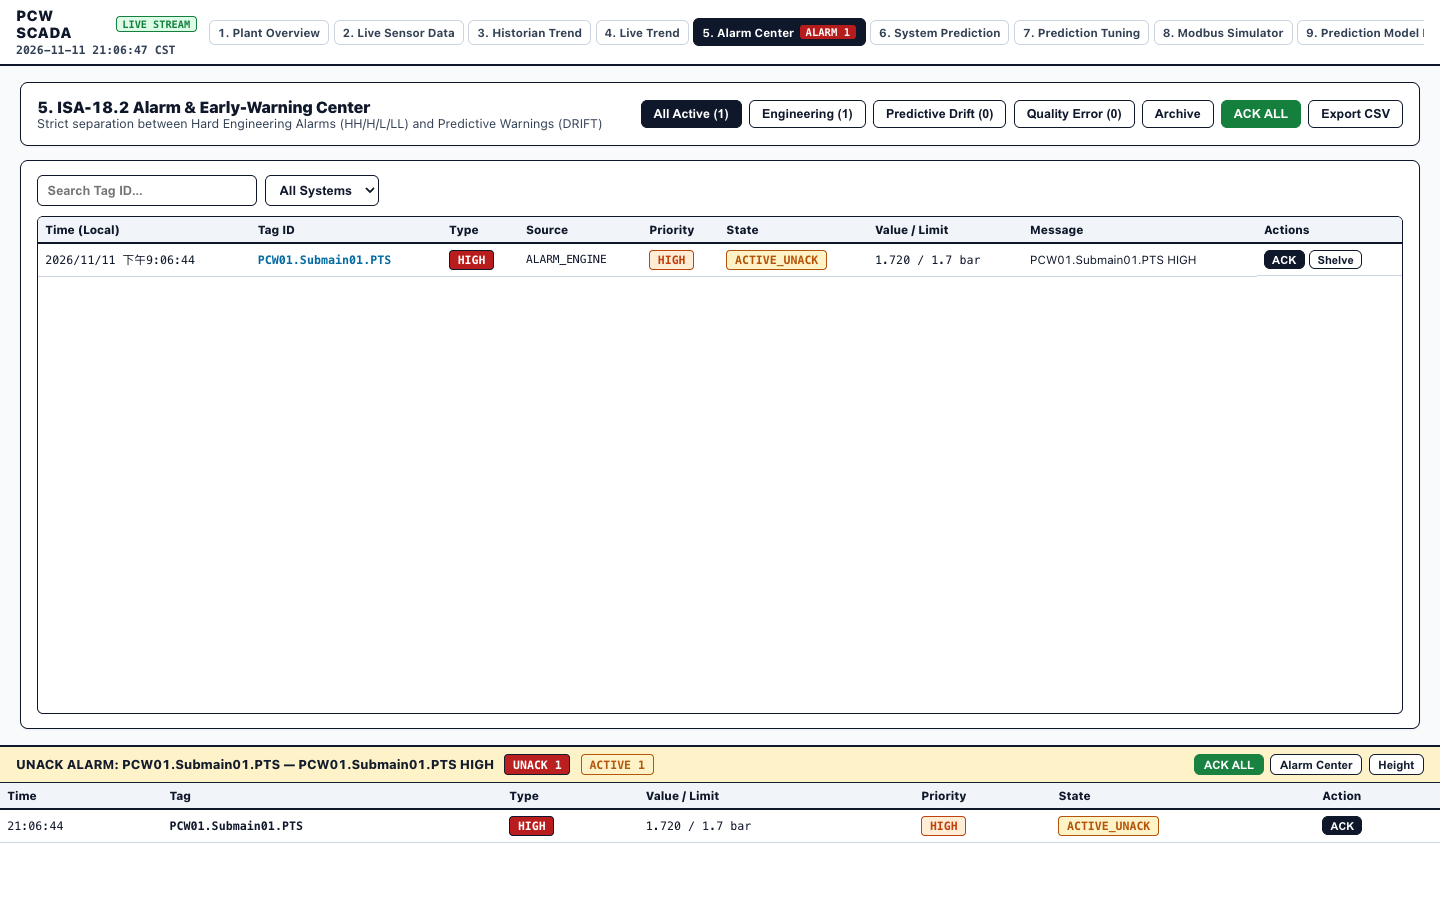 PCW SCADA
LIVE STREAM
2026-11-11 21:06:47 CST
1. Plant Overview
2. Live Sensor Data
3. Historian Trend
4. Live Trend
5. Alarm Center ALARM 1
6. System Prediction
7. Prediction Tuning
8. Modbus Simulator
9. Prediction Model
5. ISA-18.2 Alarm & Early-Warning Center
Strict separation between Hard Engineering Alarms (HH/H/L/LL) and Predictive Warnings (DRIFT)
All Active (1)
Engineering (1)
Predictive Drift (0)
Quality Error (0)
Archive
ACK ALL
Export CSV
Search Tag ID...
All Systems
Time (Local) Tag ID Type Source Priority State Value / Limit Message Actions
2026/11/11 下午9:06:44 PCW01.Submain01.PTS HIGH ALARM_ENGINE HIGH ACTIVE_UNACK 1.720 / 1.7 bar PCW01.Submain01.PTS HIGH ACK Shelve
UNACK ALARM: PCW01.Submain01.PTS — PCW01.Submain01.PTS HIGH UNACK 1 ACTIVE 1 ACK ALL Alarm Center Height
Time Tag Type Value / Limit Priority State Action
21:06:44 PCW01.Submain01.PTS HIGH 1.720 / 1.7 bar HIGH ACTIVE_UNACK ACK